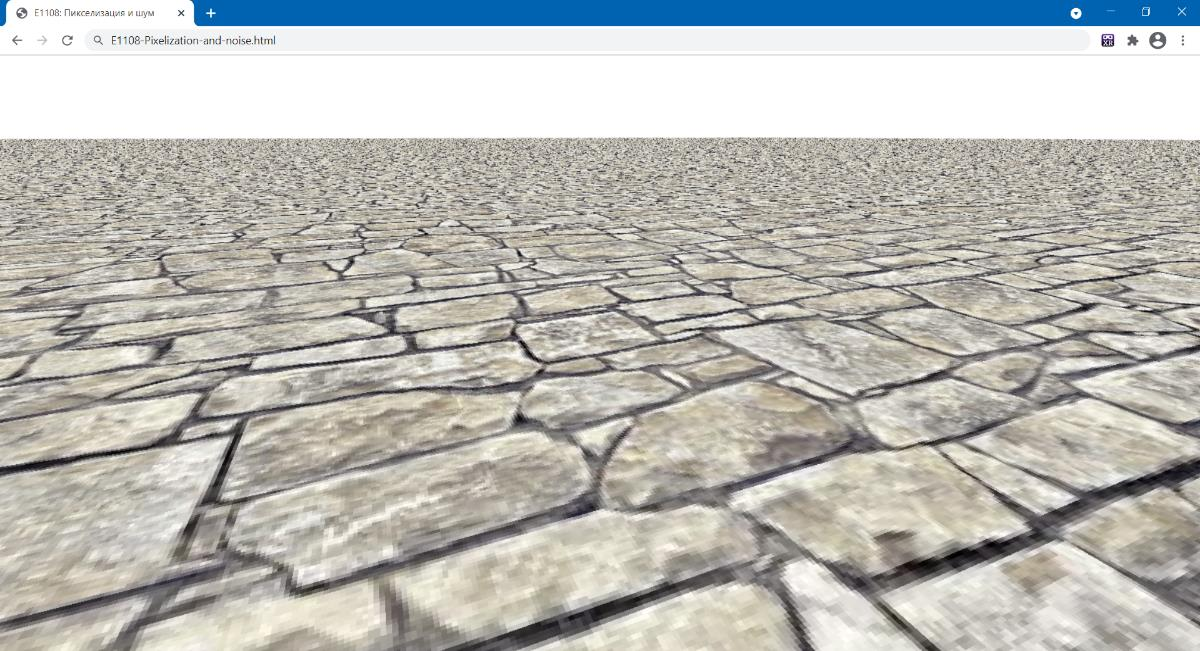 E1108: Пикселизация и шум
E1108-Pixelization-and-noise.html